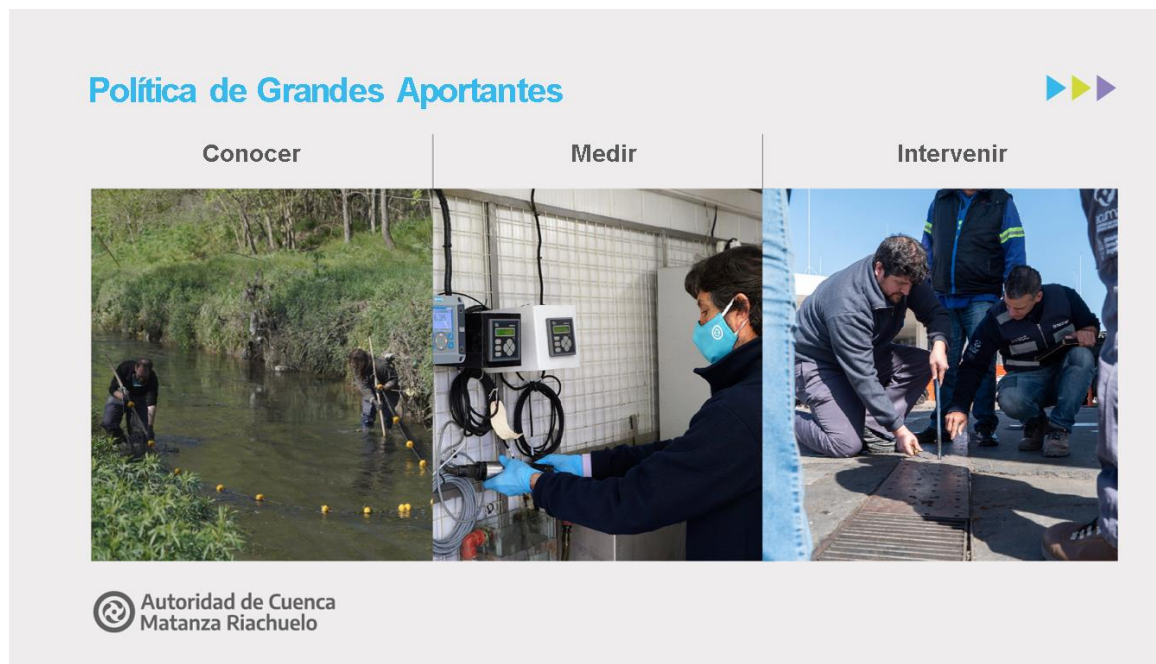 Política de Grandes Aportantes
Conocer
Medir
Intervenir
Autoridad de Cuenca
Matanza Riachuelo